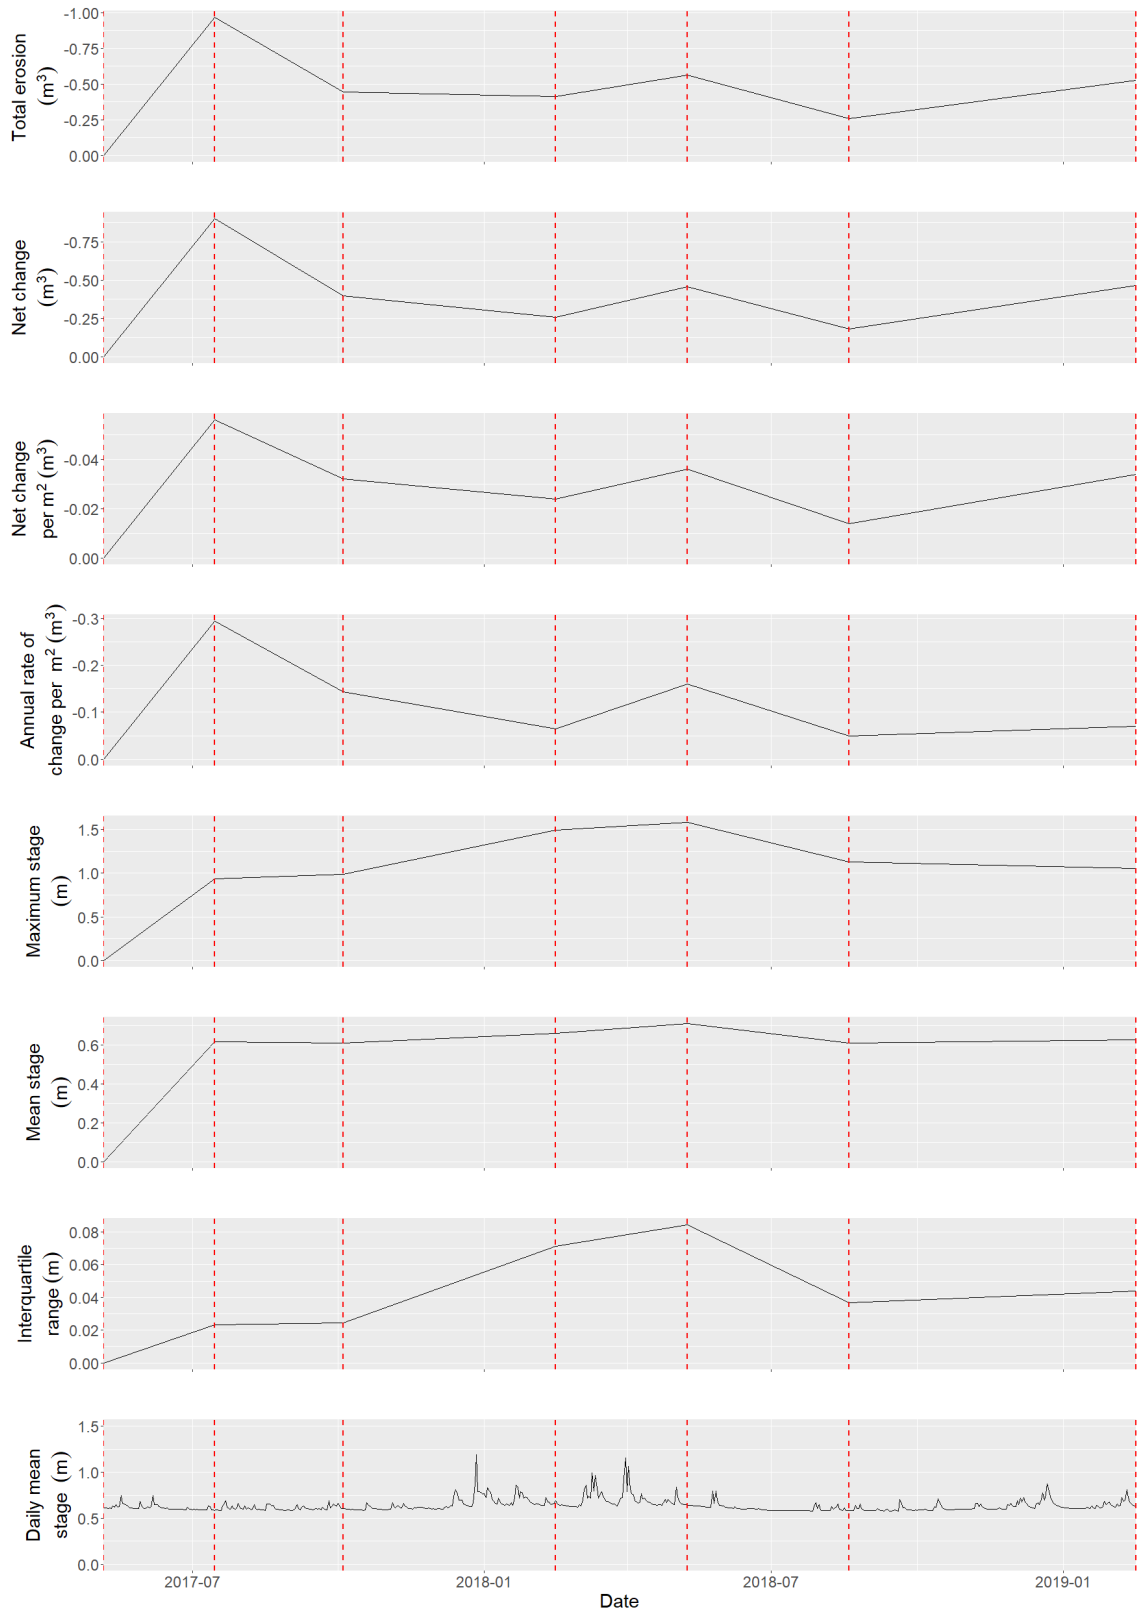 Total erosion
(m³)
-1.00
-0.75
-0.50
-0.25
0.00
Net change
(m³)
-0.75
-0.50
-0.25
0.00
Net change
per m² (m³)
-0.04
-0.02
0.00
Annual rate of
change per m² (m³)
-0.3
-0.2
-0.1
0.0
Maximum stage
(m)
1.5
1.0
0.5
0.0
Mean stage
(m)
0.6
0.4
0.2
0.0
Interquartile
range (m)
0.08
0.06
0.04
0.02
0.00
Daily mean
stage (m)
1.5
1.0
0.5
0.0
2017-07 2018-01 2018-07 2019-01
Date